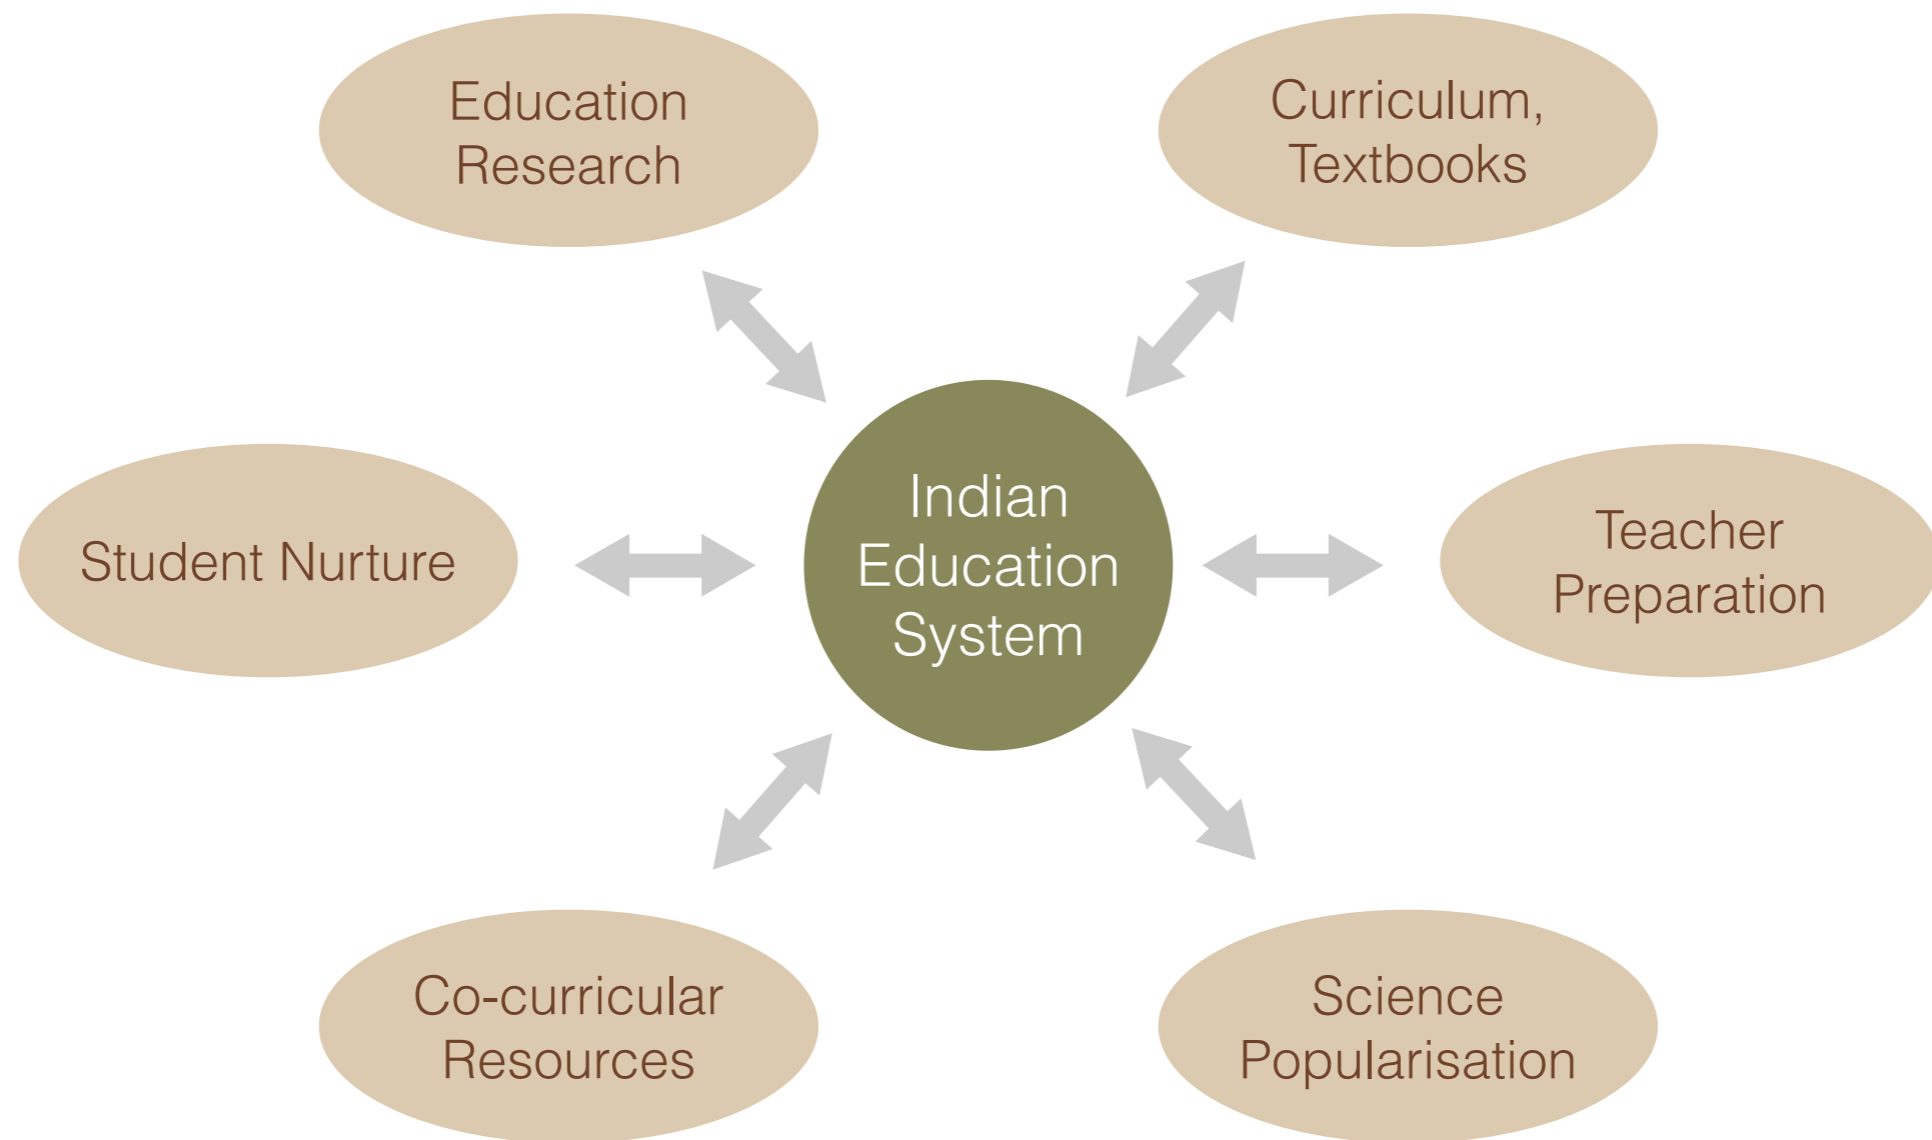 Education
Research
Curriculum,
Textbooks
Student Nurture
Indian
Education
System
Teacher
Preparation
Co-curricular
Resources
Science
Popularisation